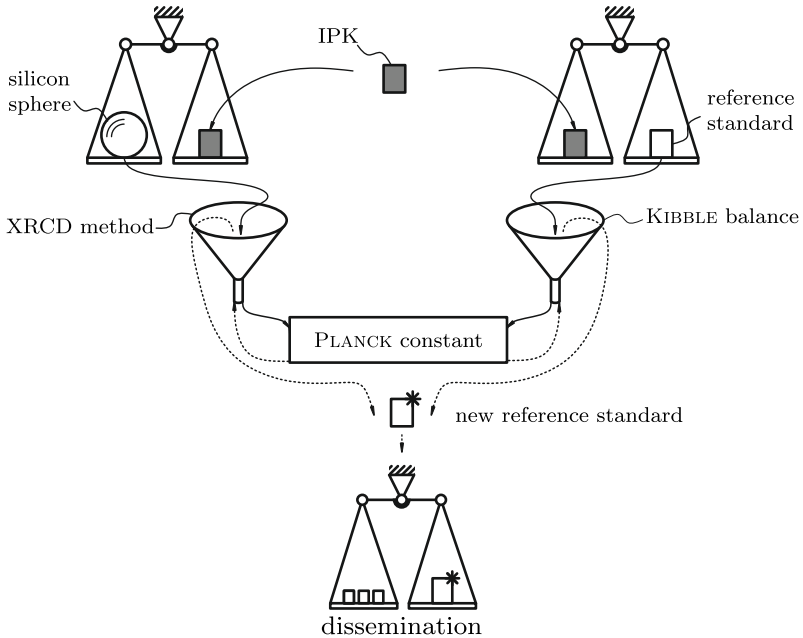 IPK
silicon
sphere
reference
standard
XRCD method
KIBBLE balance
PLANCK constant
new reference standard
dissemination